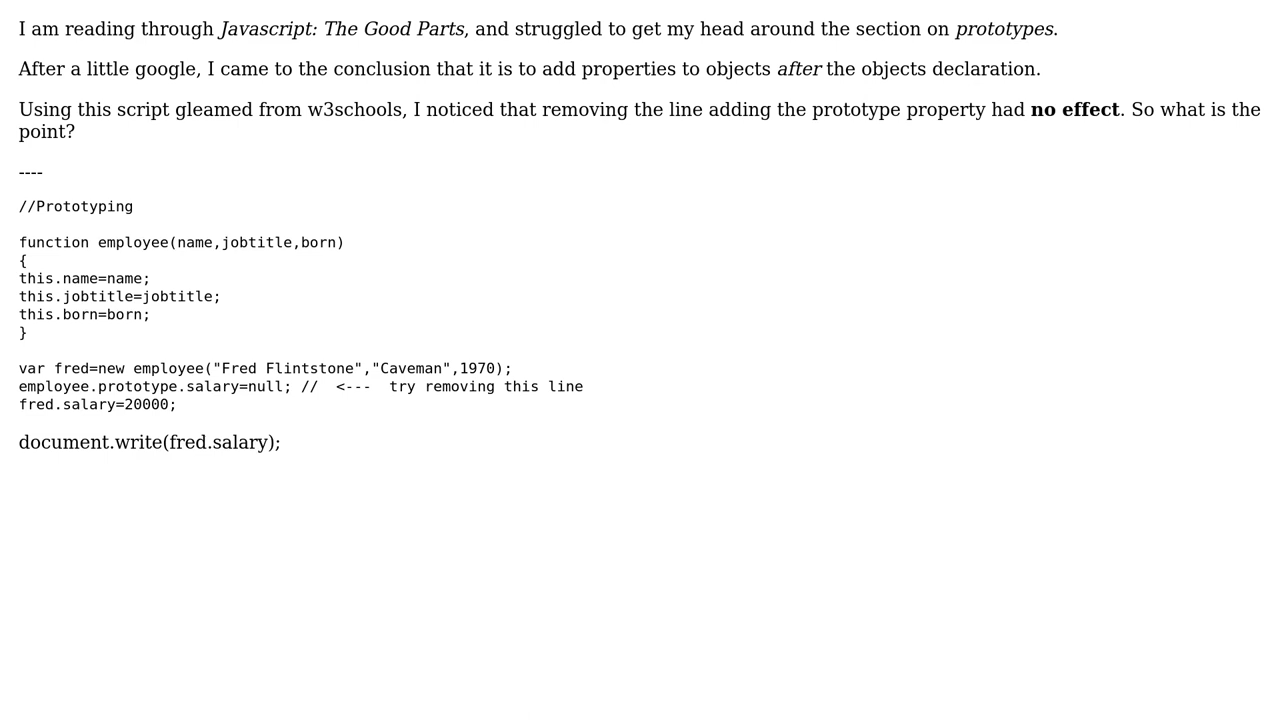 I am reading through Javascript: The Good Parts, and struggled to get my head around the section on prototypes.
After a little google, I came to the conclusion that it is to add properties to objects after the objects declaration.
Using this script gleamed from w3schools, I noticed that removing the line adding the prototype property had no effect. So what is the
point?
----
//Prototyping
function employee(name,jobtitle,born)
{
this.name=name;
this.jobtitle=jobtitle;
this.born=born;
}
var fred=new employee("Fred Flintstone","Caveman",1970);
employee.prototype.salary=null; //  <---  try removing this line
fred.salary=20000;
document.write(fred.salary);